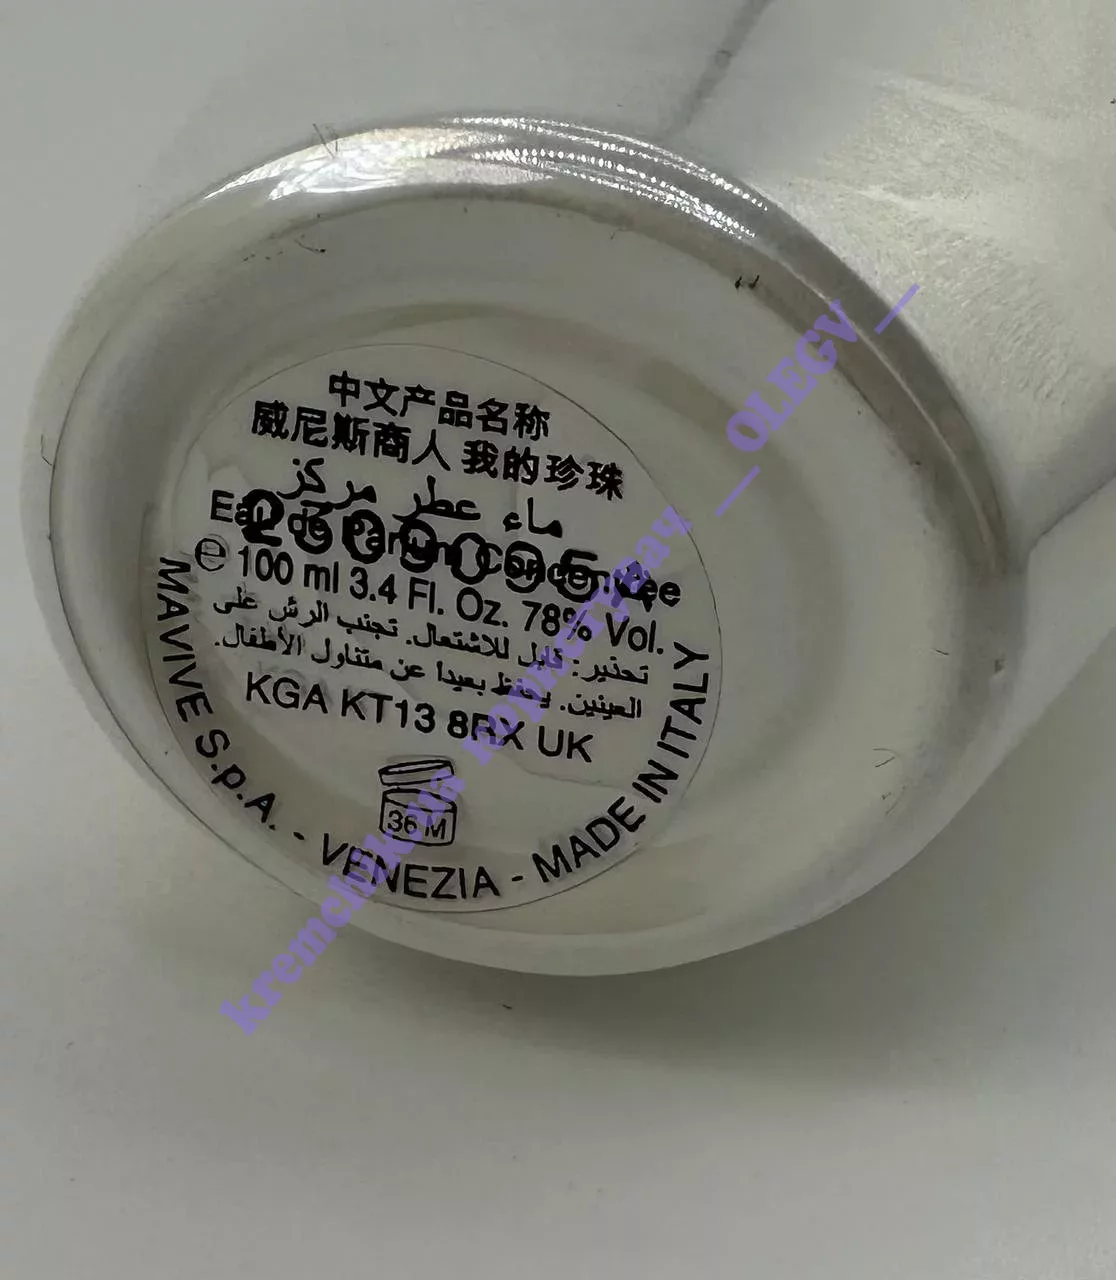 中文产品名称
威尼斯商人 我的珍珠
ماء عطر مركز
Eau de Parfum Concentrée
℮ 100 ml 3.4 Fl. Oz. 78% Vol.
تحذير: قابل للاشتعال. تجنب الرش على
العينين. يحفظ بعيدا عن متناول الأطفال.
KGA KT13 8RX UK
36 M
MAVIVE S.p.A. - VENEZIA - MADE IN ITALY
kremchikous
__OLEGV__